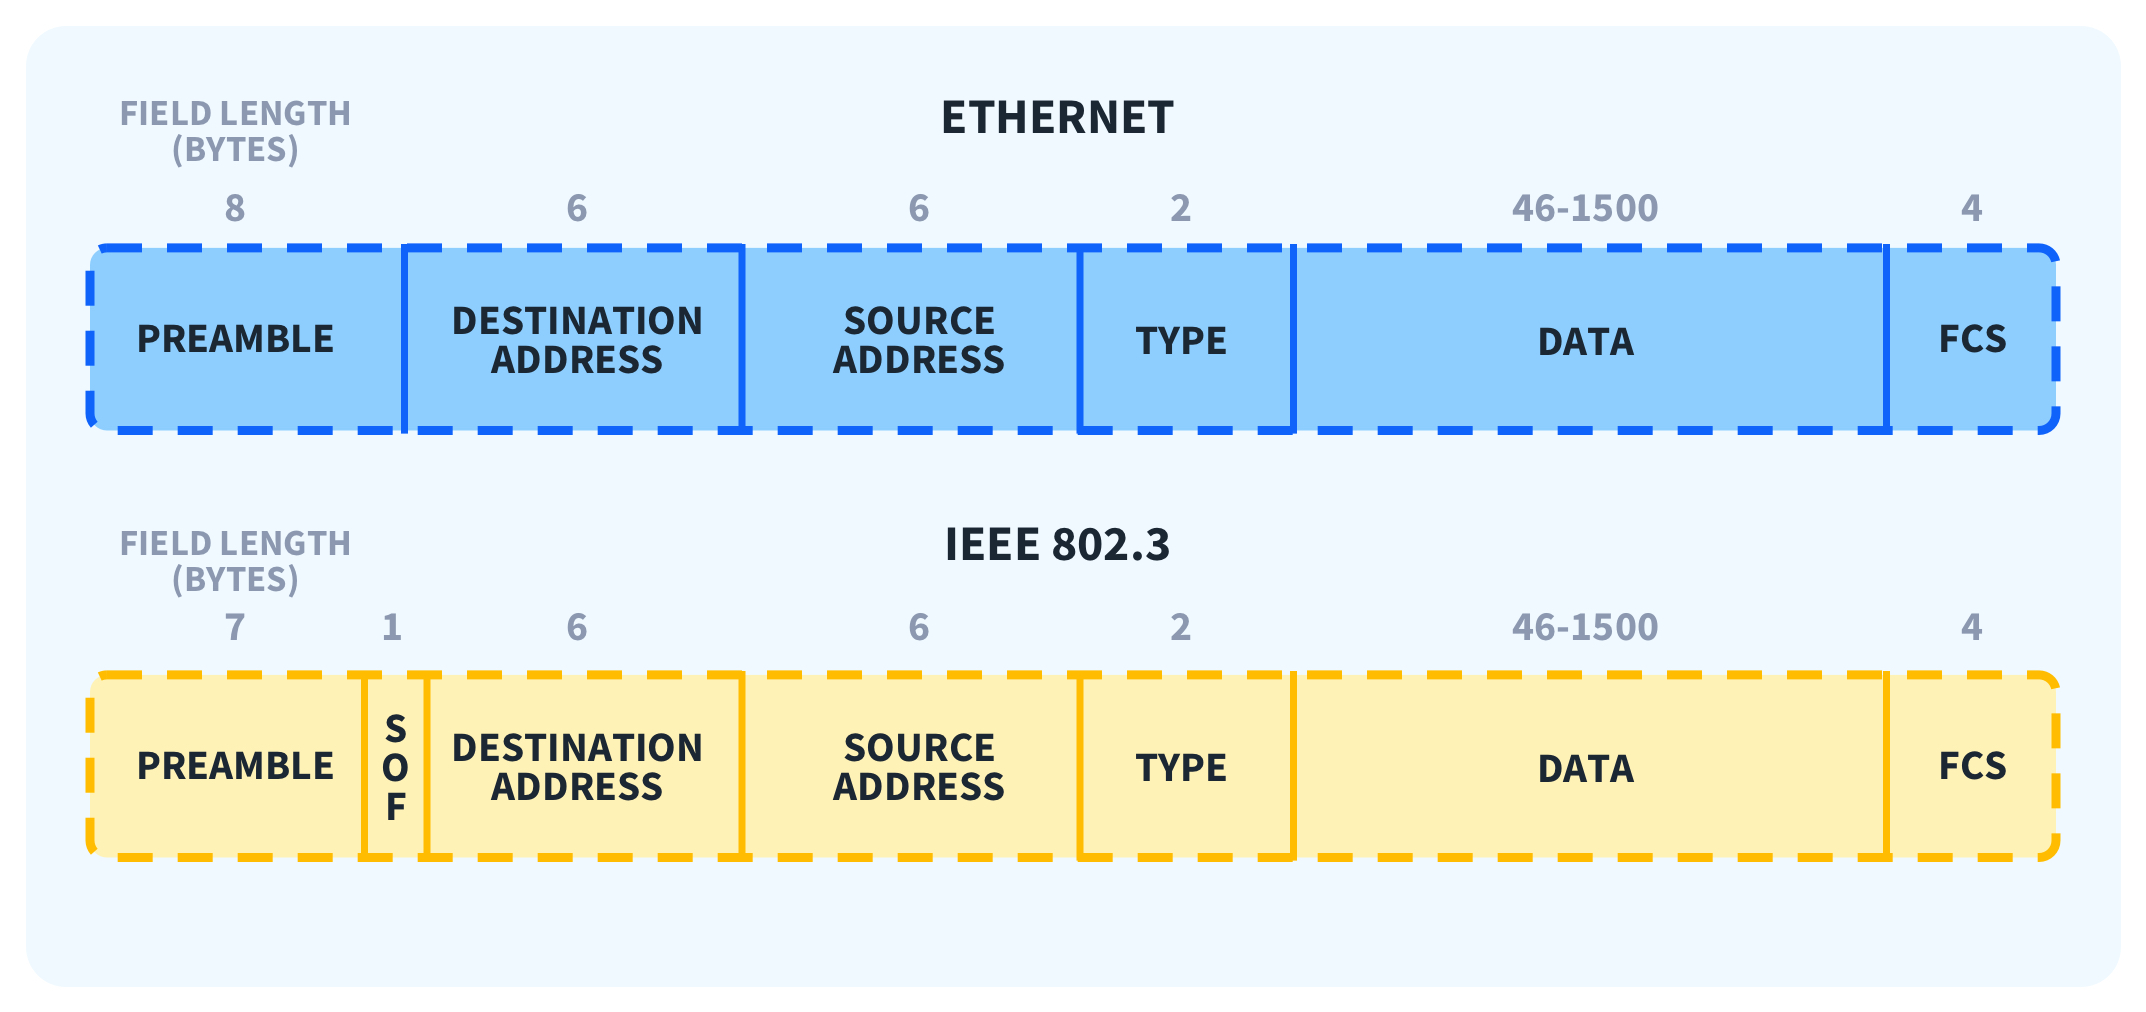 FIELD LENGTH
(BYTES)
ETHERNET
8 6 6 2 46-1500 4
PREAMBLE
DESTINATION
ADDRESS
SOURCE
ADDRESS
TYPE
DATA
FCS
FIELD LENGTH
(BYTES)
IEEE 802.3
7 1 6 6 2 46-1500 4
PREAMBLE
S
O
F
DESTINATION
ADDRESS
SOURCE
ADDRESS
TYPE
DATA
FCS